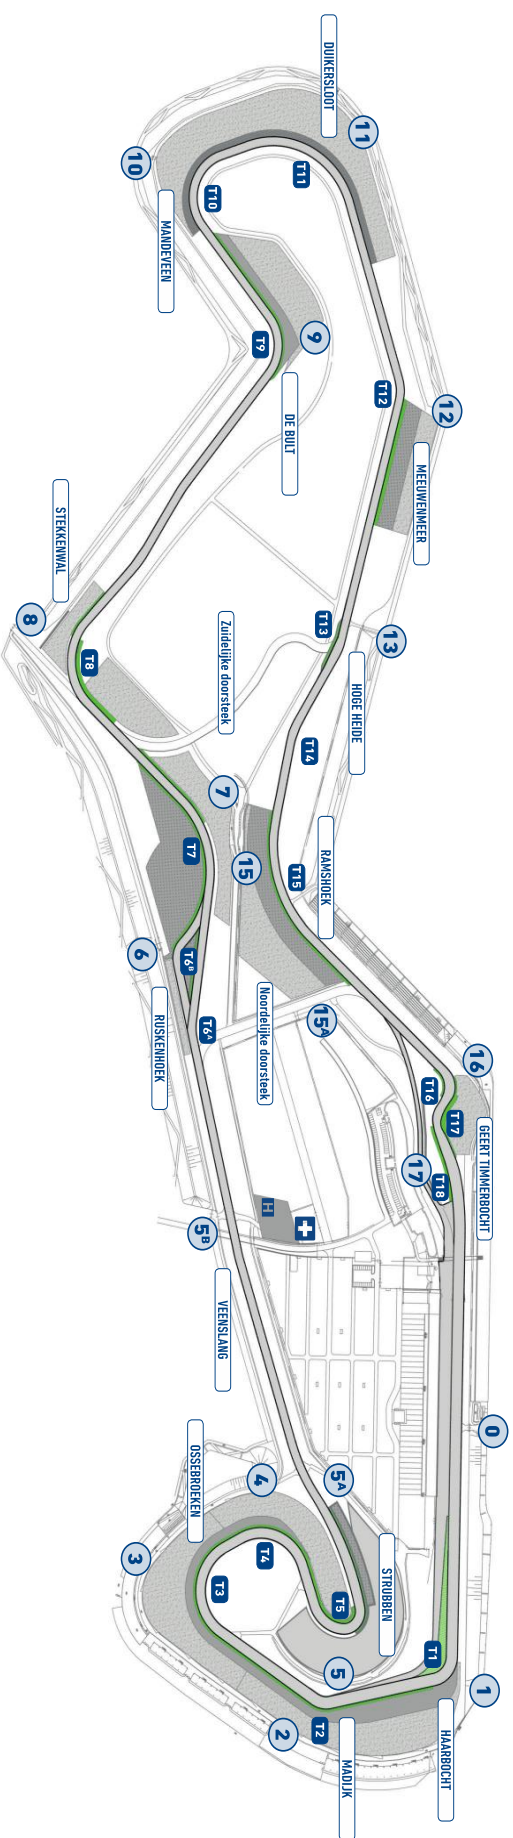 DUIKERSLOOT
11
10
T11
T10
MANDEVEEN
9
T9
DE BULT
T12
12
MEEUWENMEER
STEKKENWAL
8
T8
Zuidelijke doorsteek
T13
13
HOGE HEIDE
T14
7
T7
15
T15
RAMSHOEK
6
T6B
T6A
RUSKENHOEK
Noordelijke doorsteek
15A
16
T16
T17
GEERT TIMMERBOCHT
17
T18
H
5B
VEENSLANG
0
OSSEBROEKEN
4
5A
3
T4
T3
T5
STRUBBEN
5
T1
1
HAARBOCHT
T2
2
MADIJK